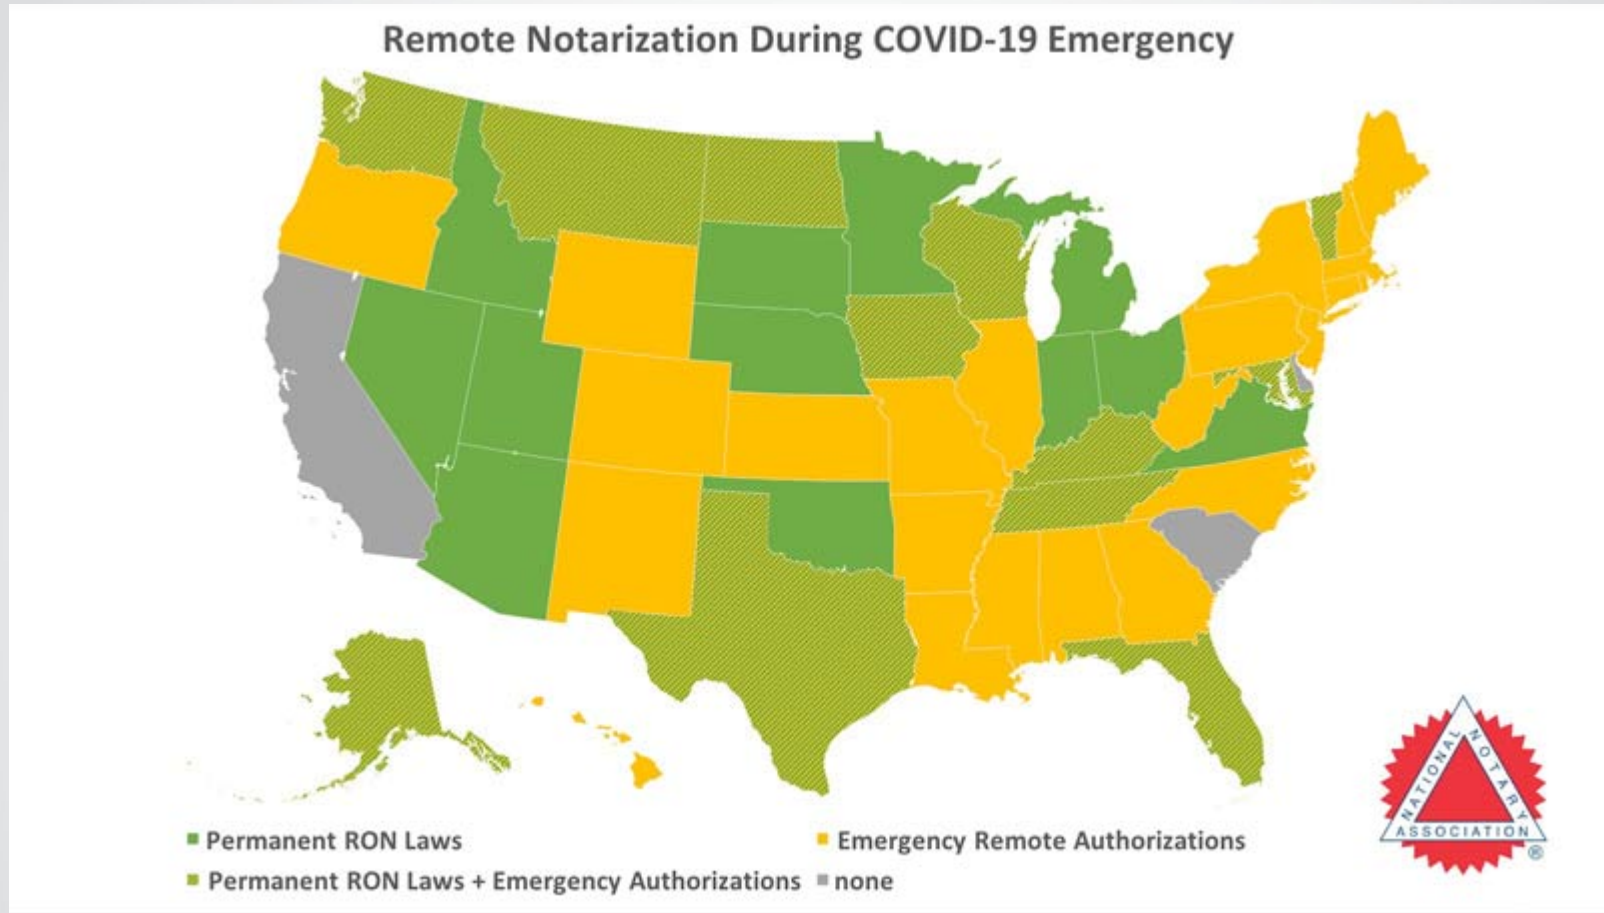 Remote Notarization During COVID-19 Emergency
Permanent RON Laws
Emergency Remote Authorizations
Permanent RON Laws + Emergency Authorizations
none
NATIONAL
NOTARY
ASSOCIATION
®